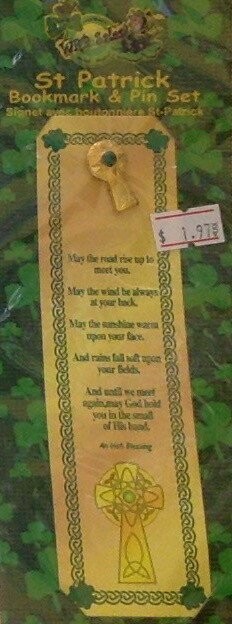 St Patrick
Bookmark & Pin Set
Signet avec boutonnière St-Patrick
$ 1.97
May the road rise up to
meet you.
May the wind be always
at your back.
May the sunshine warm
upon your face.
And rains fall soft upon
your fields.
And until we meet
again,may God hold
you in the small
of His hand.
An Irish Blessing